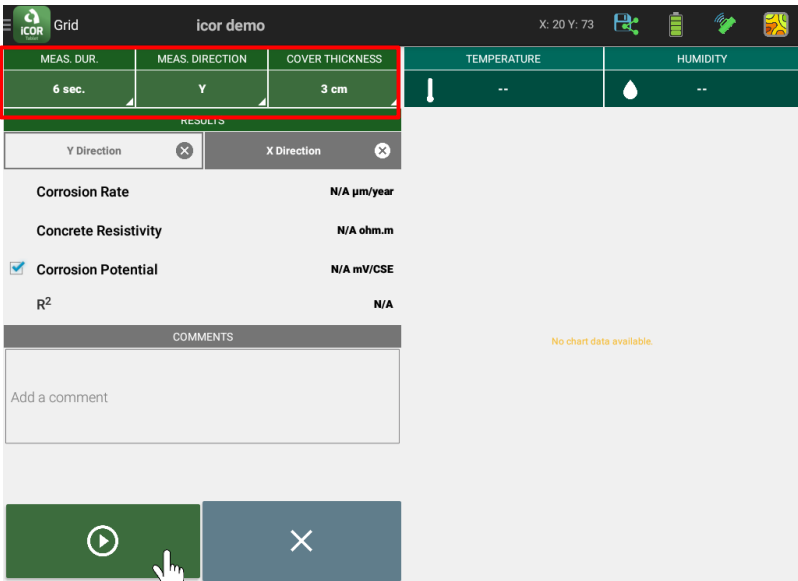 iCOR
Tablet
Grid
icor demo
X: 20 Y: 73
MEAS. DUR. MEAS. DIRECTION COVER THICKNESS TEMPERATURE HUMIDITY
6 sec. Y 3 cm -- --
RESULTS
Y Direction X Direction
Corrosion Rate N/A µm/year
Concrete Resistivity N/A ohm.m
Corrosion Potential N/A mV/CSE
R² N/A
COMMENTS
No chart data available.
Add a comment